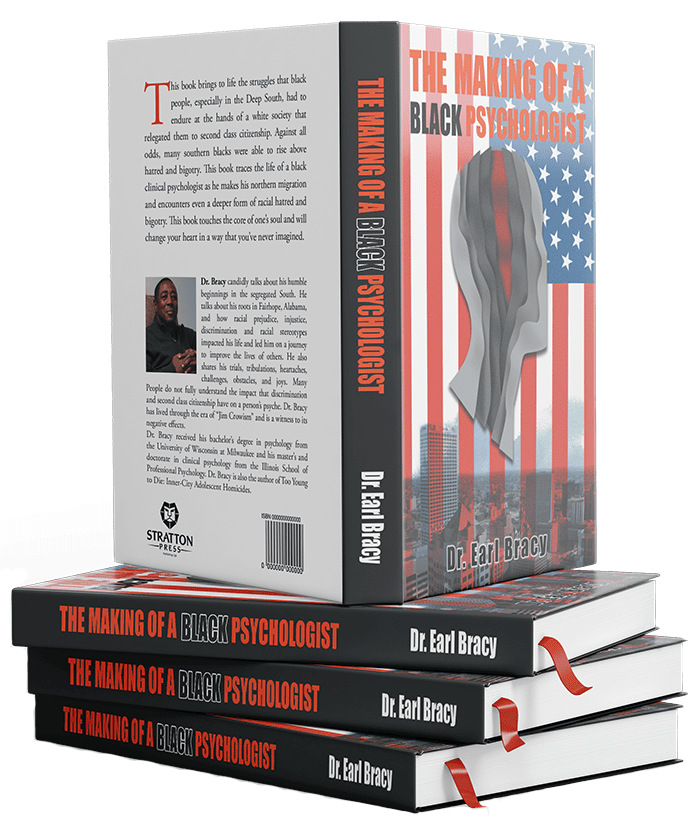 This book brings to life the struggles that black
people, especially in the Deep South, had to
endure at the hands of a white society that
relegated them to second class citizenship. Against all
odds, many southern blacks were able to rise above
hatred and bigotry. This book traces the life of a black
clinical psychologist as he makes his northern migration
and encounters even a deeper form of racial hatred and
bigotry. This book touches the core of one's soul and will
change your heart in a way that you've never imagined.
Dr. Bracy candidly talks about his humble
beginnings in the segregated South. He
talks about his roots in Fairhope, Alabama,
and how racial prejudice, injustice,
discrimination and racial stereotypes
impacted his life and led him on a journey
to improve the lives of others. He also
shares his trials, tribulations, heartaches,
challenges, obstacles, and joys. Many
People do not fully understand the impact that discrimination
and second class citizenship have on a person's psyche. Dr. Bracy
has lived through the era of "Jim Crowism" and is a witness to its
negative effects.
Dr. Bracy received his bachelor's degree in psychology from
the University of Wisconsin at Milwaukee and his master's and
doctorate in clinical psychology from the Illinois School of
Professional Psychology. Dr. Bracy is also the author of Too Young
to Die: Inner-City Adolescent Homicides.
STRATTON
PRESS
ISBN 0000000000000
0 000000 000000
THE MAKING OF A BLACK PSYCHOLOGIST
Dr. Earl Bracy
THE MAKING OF A
BLACK PSYCHOLOGIST
Dr. Earl Bracy
THE MAKING OF A BLACK PSYCHOLOGIST Dr. Earl Bracy
THE MAKING OF A BLACK PSYCHOLOGIST Dr. Earl Bracy
THE MAKING OF A BLACK PSYCHOLOGIST Dr. Earl Bracy